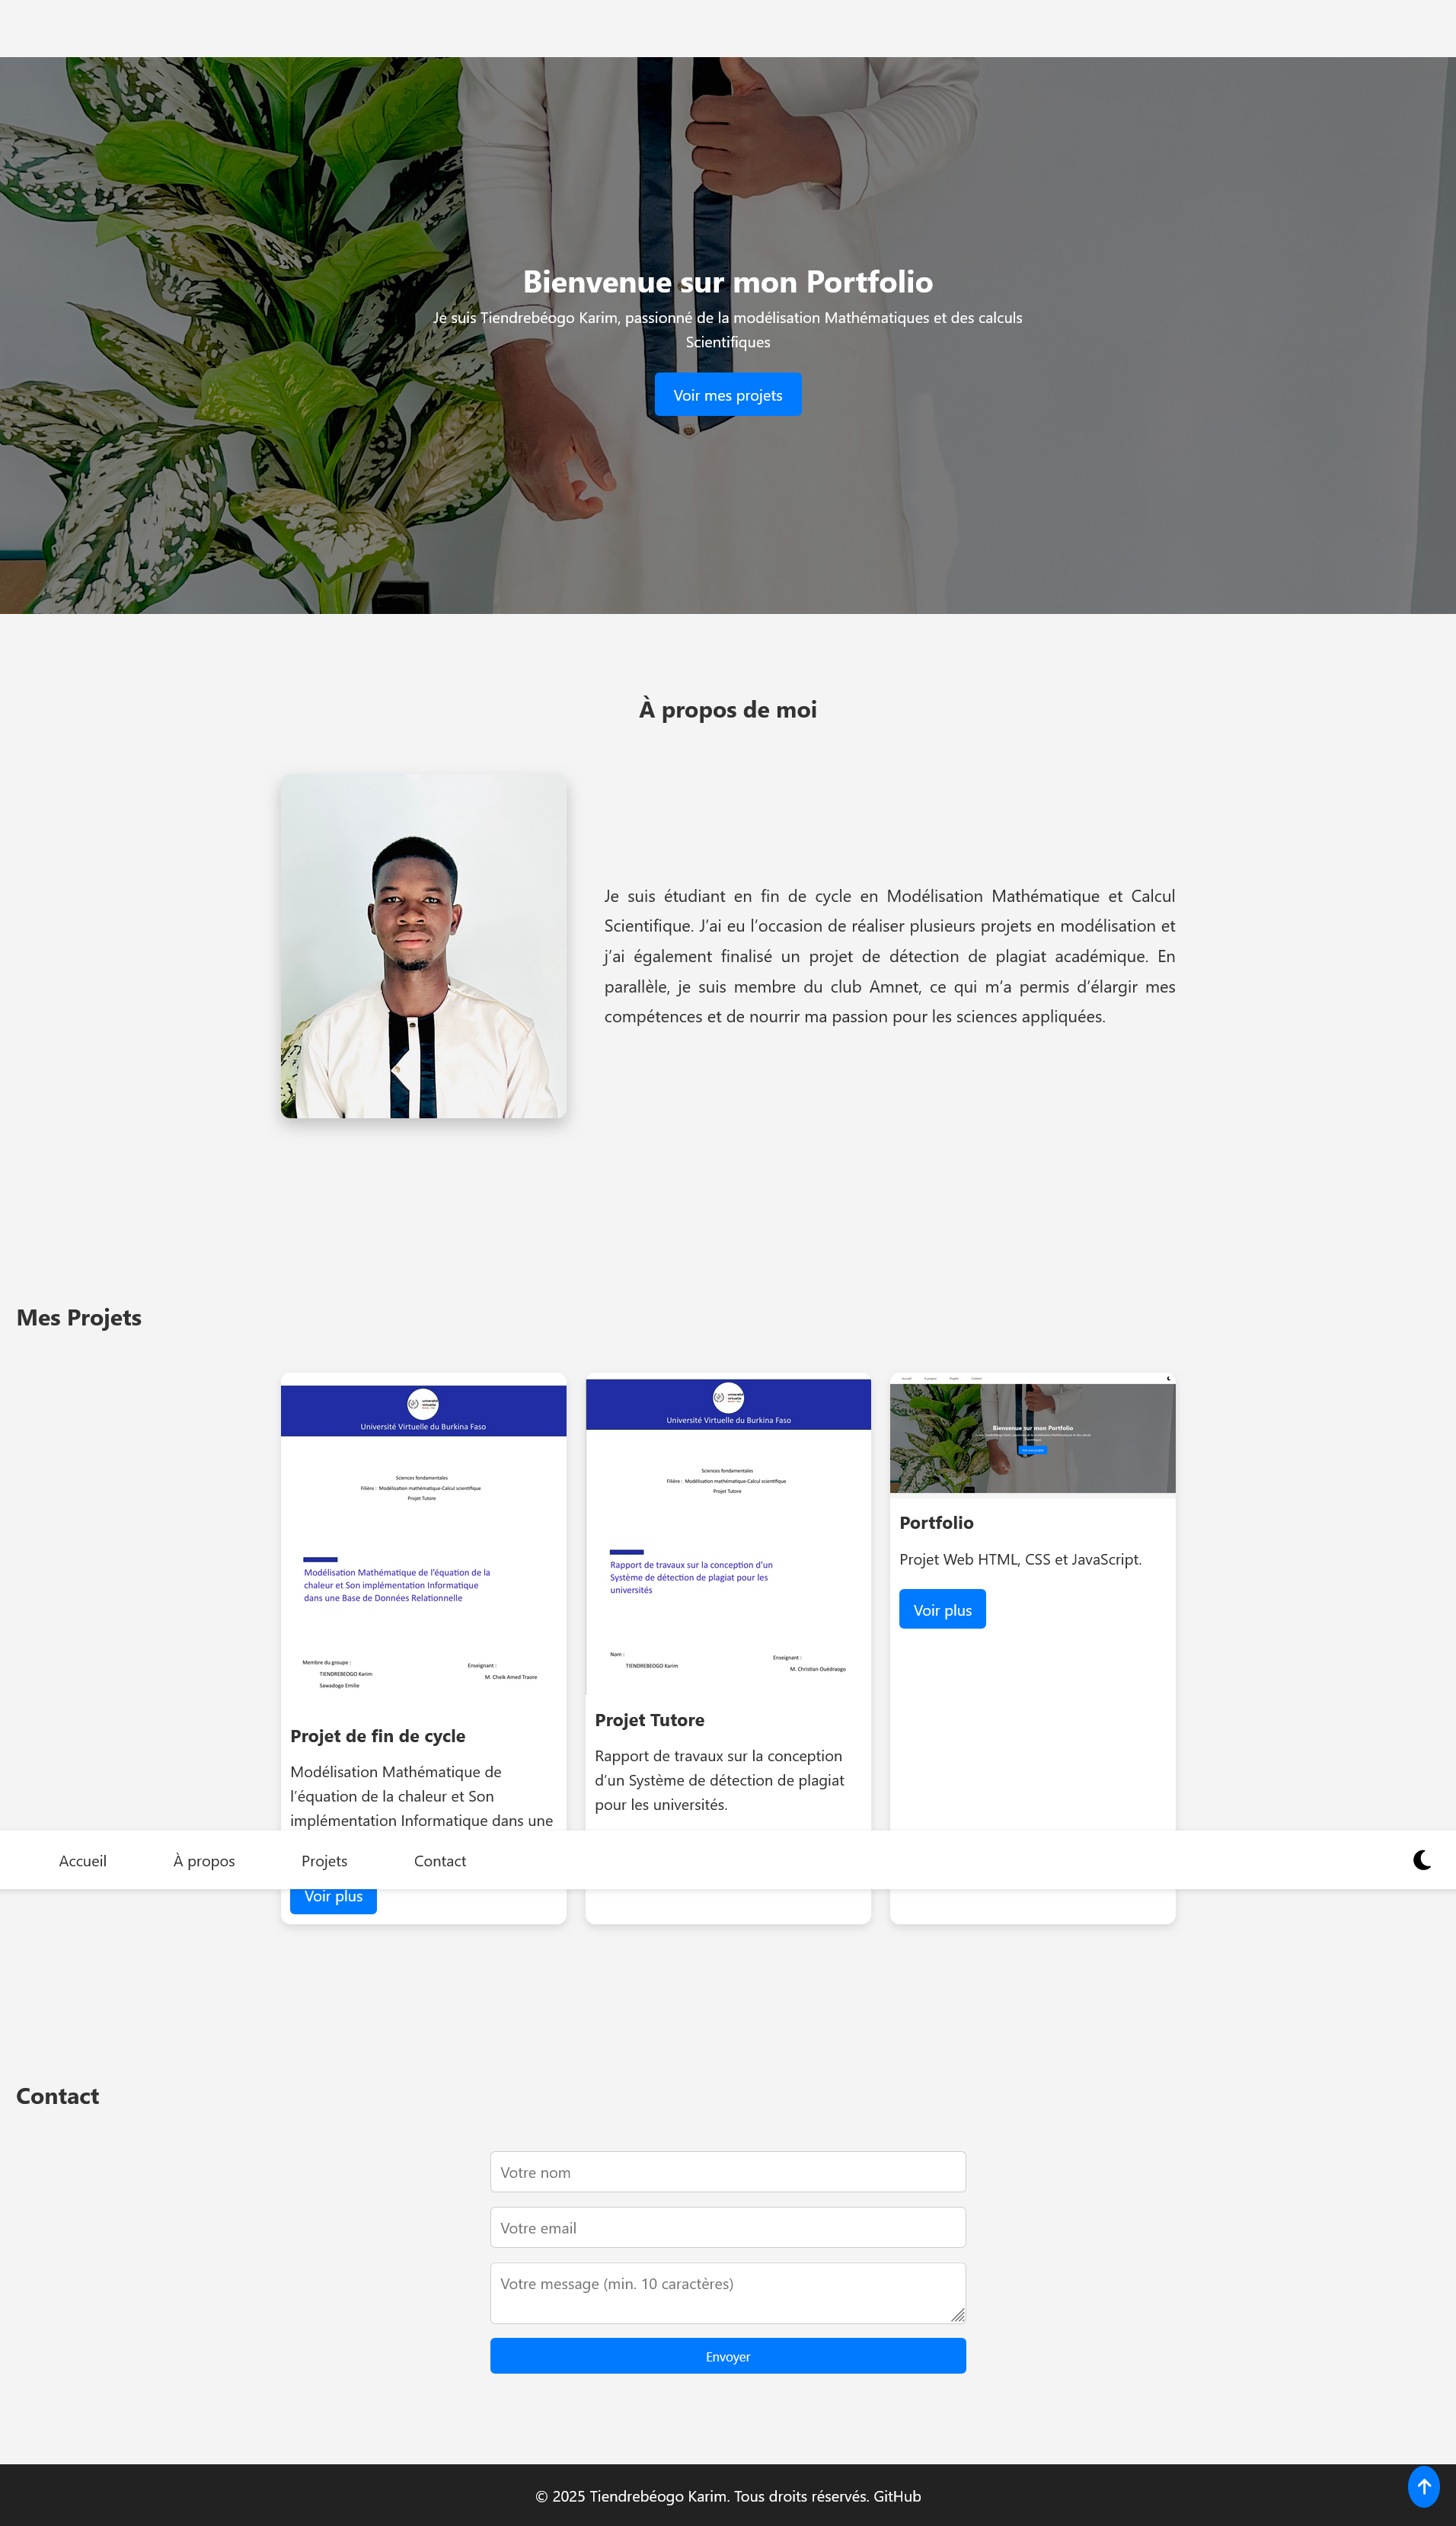 Bienvenue sur mon Portfolio
Je suis Tiendrebéogo Karim, passionné de la modélisation Mathématiques et des calculs
Scientifiques
Voir mes projets
À propos de moi
Je suis étudiant en fin de cycle en Modélisation Mathématique et Calcul
Scientifique. J’ai eu l’occasion de réaliser plusieurs projets en modélisation et
j’ai également finalisé un projet de détection de plagiat académique. En
parallèle, je suis membre du club Amnet, ce qui m’a permis d’élargir mes
compétences et de nourrir ma passion pour les sciences appliquées.
Mes Projets
Université Virtuelle du Burkina Faso
Sciences fondamentales
Filière : Modélisation mathématique-Calcul scientifique
Projet Tutore
Modélisation Mathématique de l’équation de la
chaleur et Son implémentation Informatique
dans une Base de Données Relationnelle
Membre du groupe :
TIENDREBEOGO Karim
Sawadogo Emilie
Enseignant :
M. Cheik Amed Traore
Projet de fin de cycle
Modélisation Mathématique de
l’équation de la chaleur et Son
implémentation Informatique dans une
Voir plus
Université Virtuelle du Burkina Faso
Sciences fondamentales
Filière : Modélisation mathématique-Calcul scientifique
Projet Tutore
Rapport de travaux sur la conception d’un
Système de détection de plagiat pour les
universités
Nom :
TIENDREBEOGO Karim
Enseignant :
M. Christian Ouédraogo
Projet Tutore
Rapport de travaux sur la conception
d’un Système de détection de plagiat
pour les universités.
Bienvenue sur mon Portfolio
Portfolio
Projet Web HTML, CSS et JavaScript.
Voir plus
Accueil
À propos
Projets
Contact
Contact
Votre nom
Votre email
Votre message (min. 10 caractères)
Envoyer
© 2025 Tiendrebéogo Karim. Tous droits réservés. GitHub